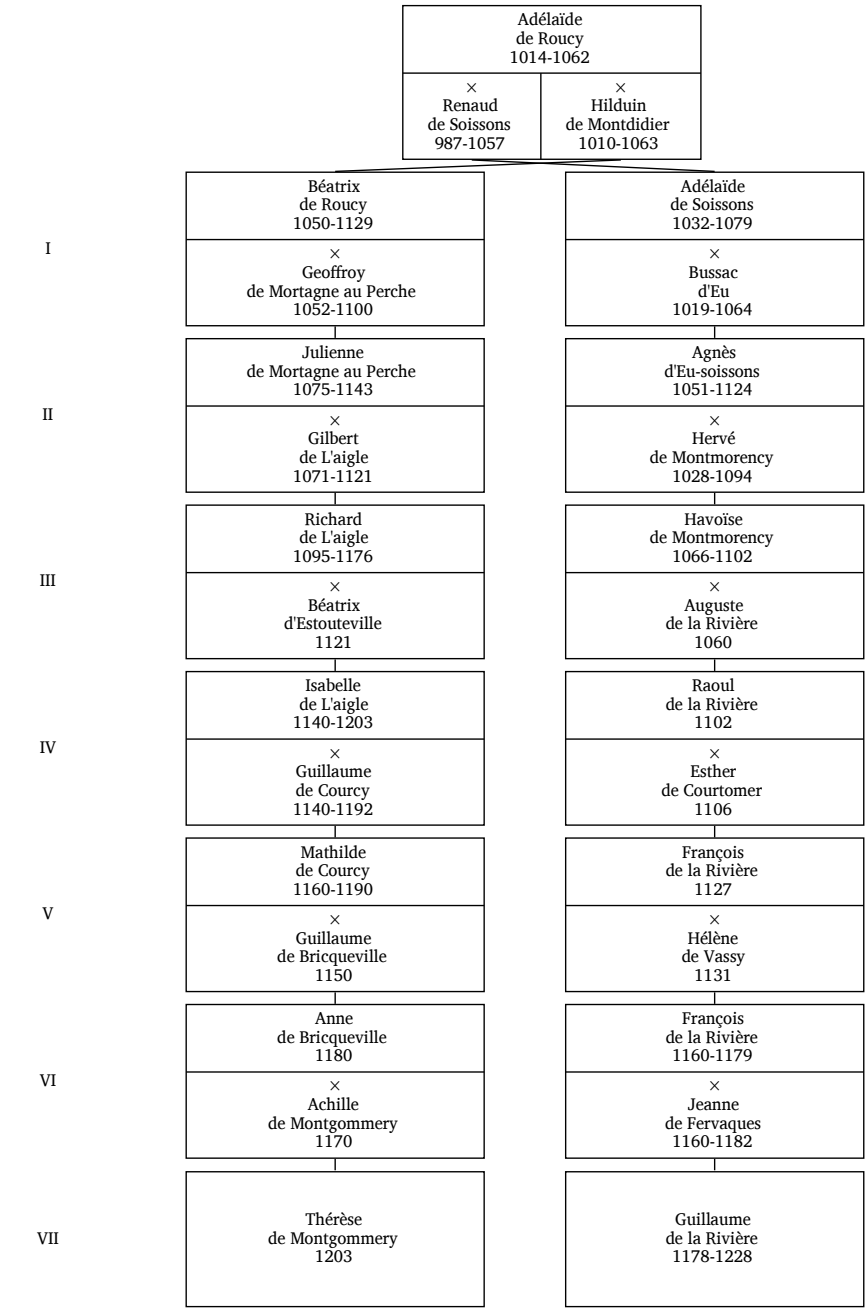 Adélaïde
de Roucy
1014-1062
×
Renaud
de Soissons
987-1057
×
Hilduin
de Montdidier
1010-1063
I
Béatrix
de Roucy
1050-1129
×
Geoffroy
de Mortagne au Perche
1052-1100
Adélaïde
de Soissons
1032-1079
×
Bussac
d'Eu
1019-1064
II
Julienne
de Mortagne au Perche
1075-1143
×
Gilbert
de L'aigle
1071-1121
Agnès
d'Eu-soissons
1051-1124
×
Hervé
de Montmorency
1028-1094
III
Richard
de L'aigle
1095-1176
×
Béatrix
d'Estouteville
1121
Havoïse
de Montmorency
1066-1102
×
Auguste
de la Rivière
1060
IV
Isabelle
de L'aigle
1140-1203
×
Guillaume
de Courcy
1140-1192
Raoul
de la Rivière
1102
×
Esther
de Courtomer
1106
V
Mathilde
de Courcy
1160-1190
×
Guillaume
de Bricqueville
1150
François
de la Rivière
1127
×
Hélène
de Vassy
1131
VI
Anne
de Bricqueville
1180
×
Achille
de Montgommery
1170
François
de la Rivière
1160-1179
×
Jeanne
de Fervaques
1160-1182
VII
Thérèse
de Montgommery
1203
Guillaume
de la Rivière
1178-1228